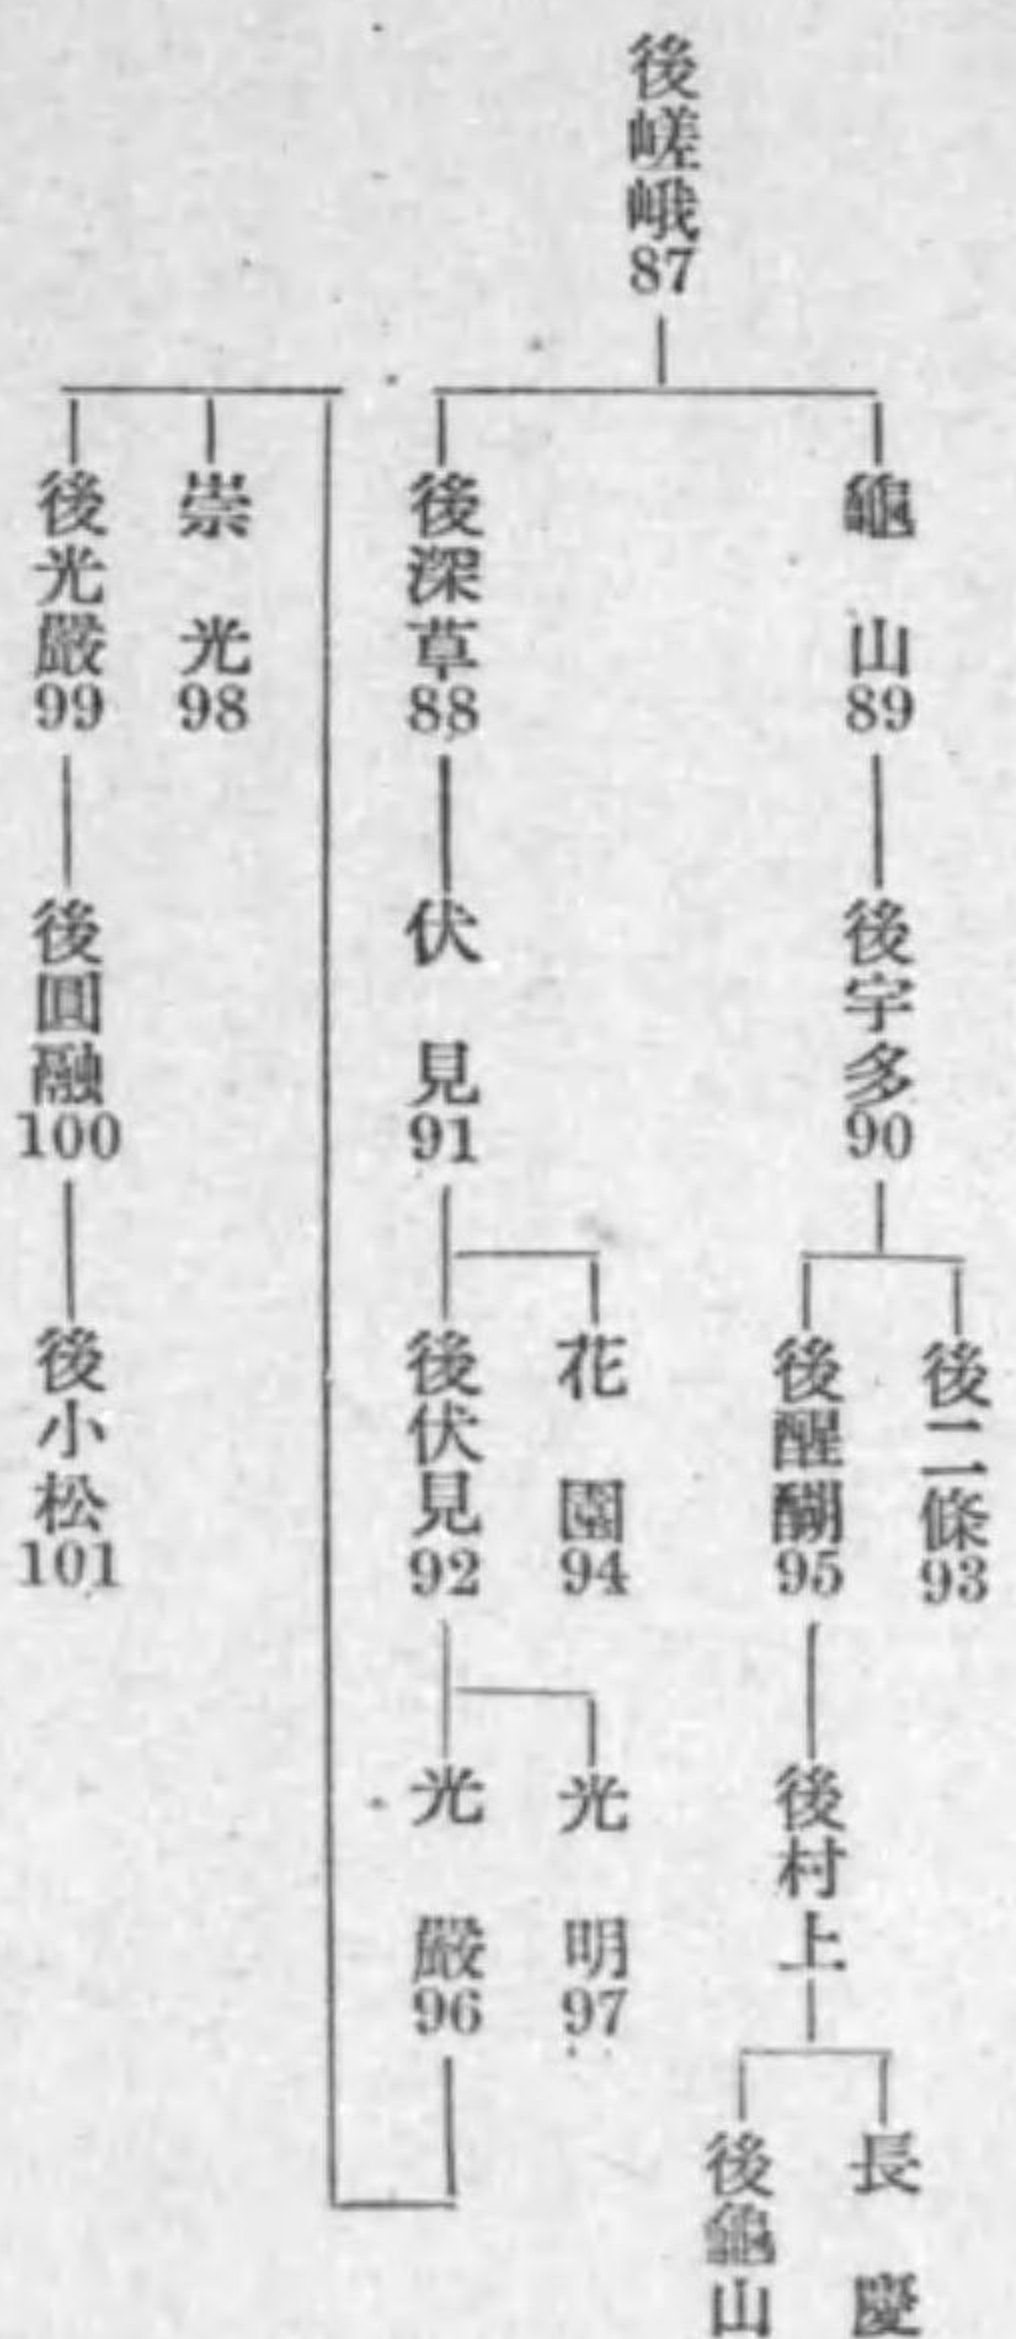 後嵯峨87
龜山89
後宇多90
後二條93
後醍醐95
後村上
長慶
後龜山
後深草88
伏見91
花園94
後伏見92
光明97
光嚴96
崇光98
後光嚴99
後圓融100
後小松101